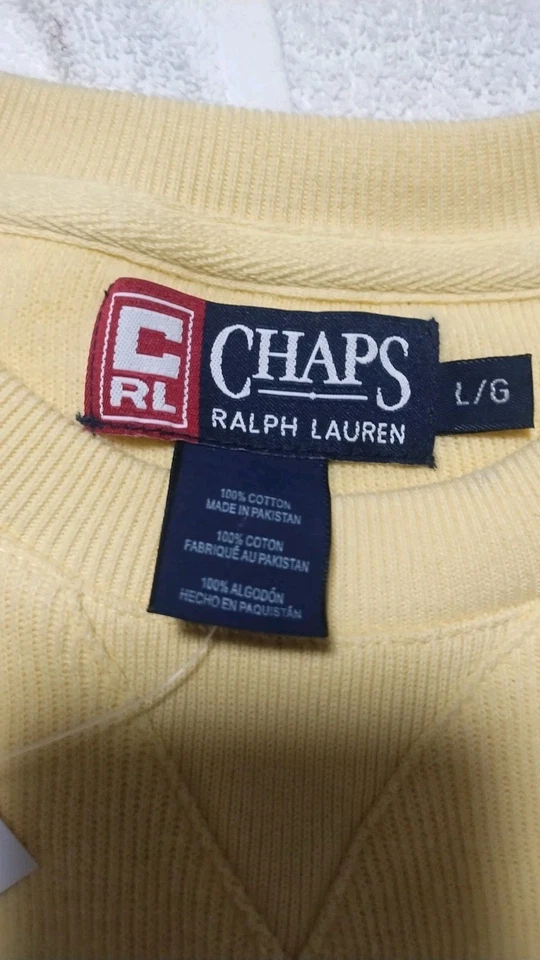 C
RL
CHAPS
RALPH LAUREN
L/G
100% COTTON
MADE IN PAKISTAN
100% COTON
FABRIQUÉ AU PAKISTAN
100% ALGODÓN
HECHO EN PAQUISTÁN